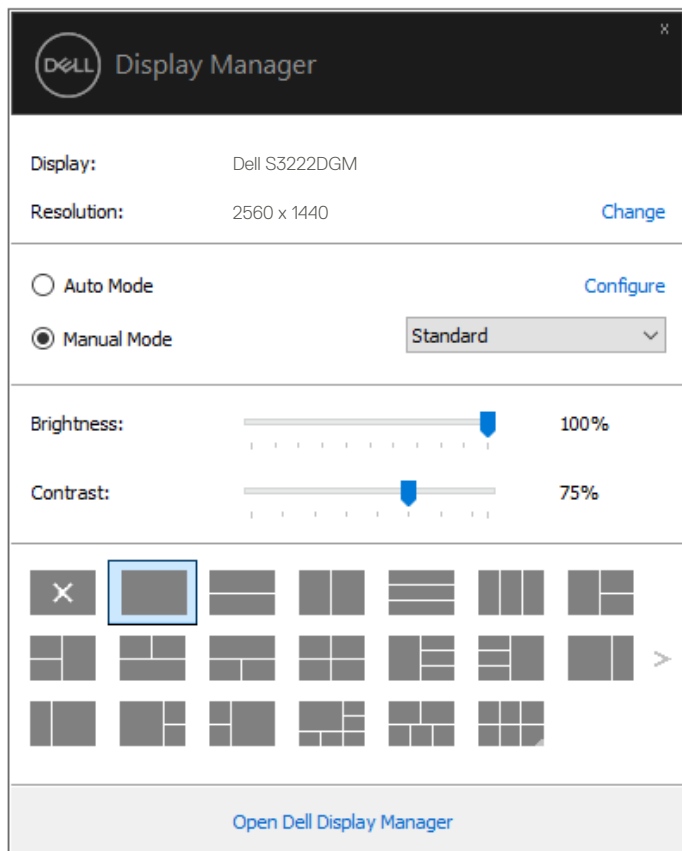 x
DELL Display Manager
Display: Dell S3222DGM
Resolution: 2560 x 1440 Change
Auto Mode Configure
Manual Mode Standard
Brightness: 100%
Contrast: 75%
Open Dell Display Manager